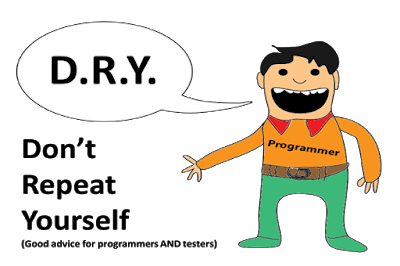 D.R.Y.
Don't
Repeat
Yourself
(Good advice for programmers AND testers)
Programmer